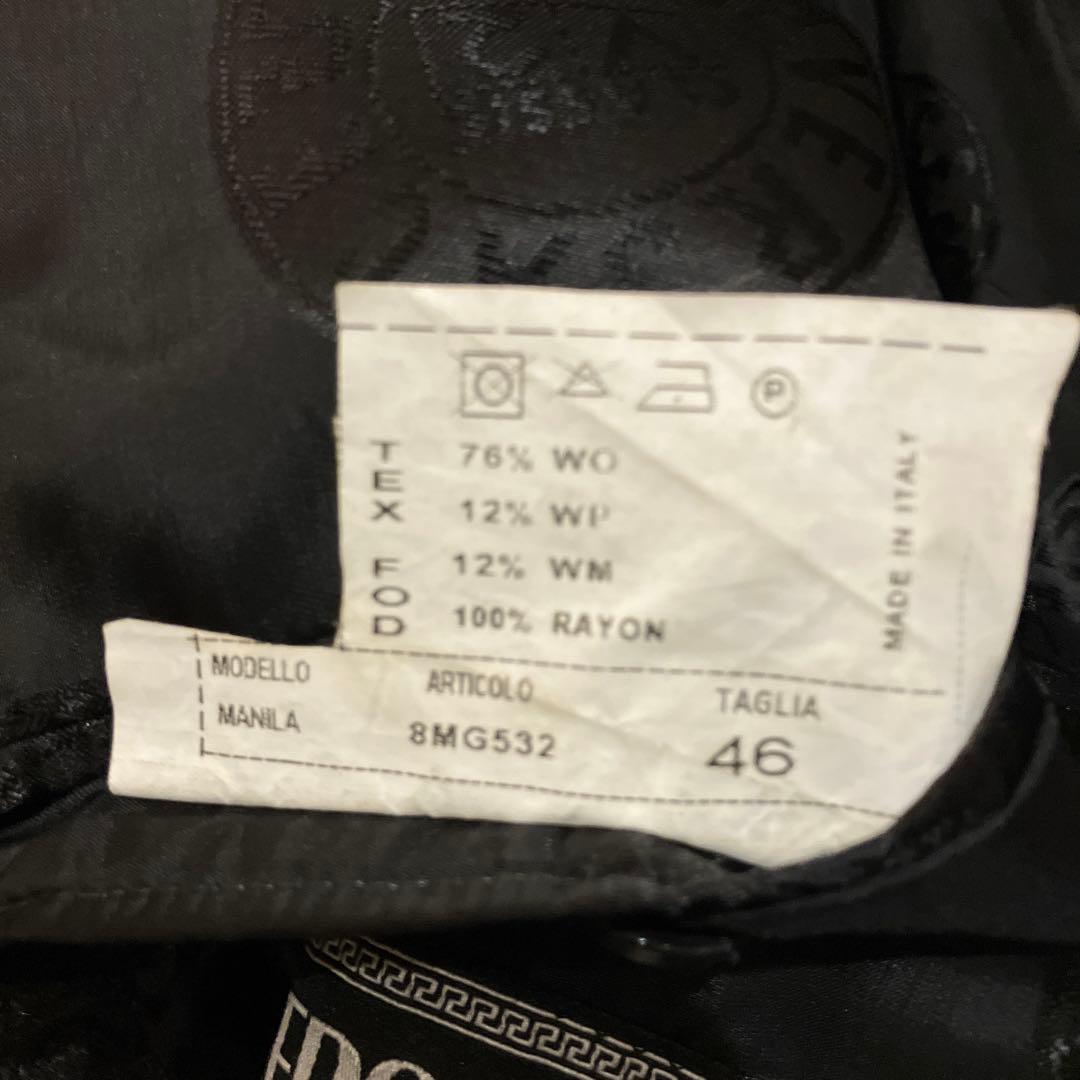 P
TEX
76% WO
12% WP
12% WM
FOD
100% RAYON
MADE IN ITALY
MODELLO
ARTICOLO
TAGLIA
MANILA
8MG532
46